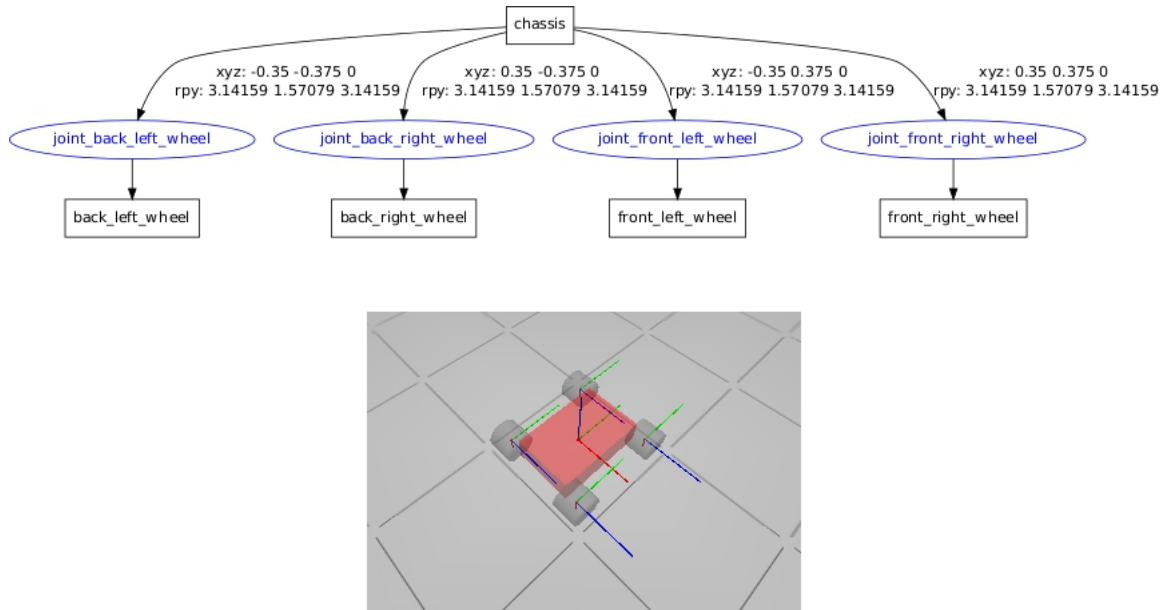 chassis
xyz: -0.35 -0.375 0
rpy: 3.14159 1.57079 3.14159
xyz: 0.35 -0.375 0
rpy: 3.14159 1.57079 3.14159
xyz: -0.35 0.375 0
rpy: 3.14159 1.57079 3.14159
xyz: 0.35 0.375 0
rpy: 3.14159 1.57079 3.14159
joint_back_left_wheel
joint_back_right_wheel
joint_front_left_wheel
joint_front_right_wheel
back_left_wheel
back_right_wheel
front_left_wheel
front_right_wheel